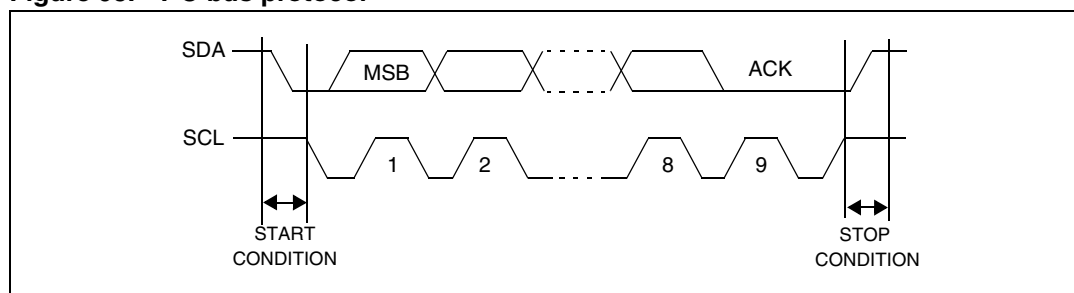 SDA
MSB
ACK
SCL
1
2
8
9
START
CONDITION
STOP
CONDITION